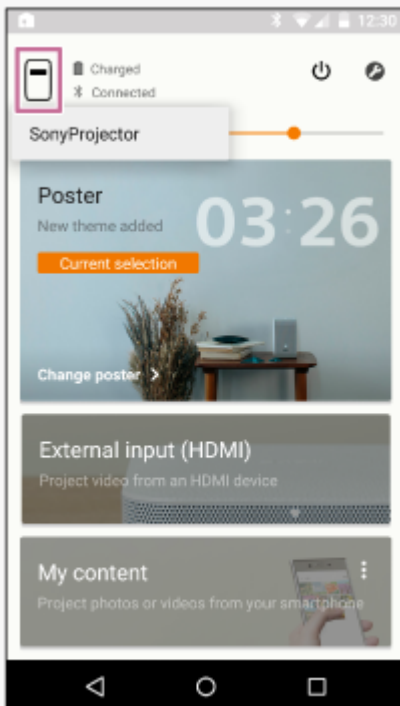 12:30
Charged
Connected
SonyProjector
Poster
New theme added
03:26
Current selection
Change poster
External input (HDMI)
Project video from an HDMI device
My content
Project photos or videos from your smartphone